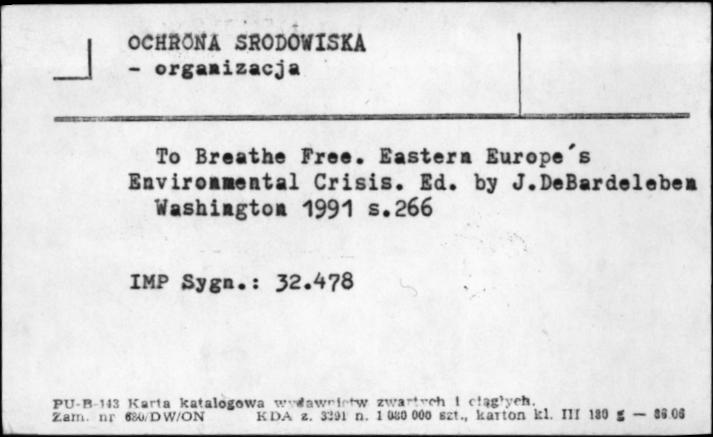 OCHRONA SRODOWISKA
- organizacja
To Breathe Free. Eastern Europe´s
Environmental Crisis. Ed. by J.DeBardeleben
Washington 1991 s.266
IMP Sygn.: 32.478
PU-B-143 Karta katalogowa wydawnictw zwartych i ciągłych.
Zam. nr 680/DW/ON KDA z. 3291 n. 1 080 000 szt., karton kl. III 180 g — 86 06